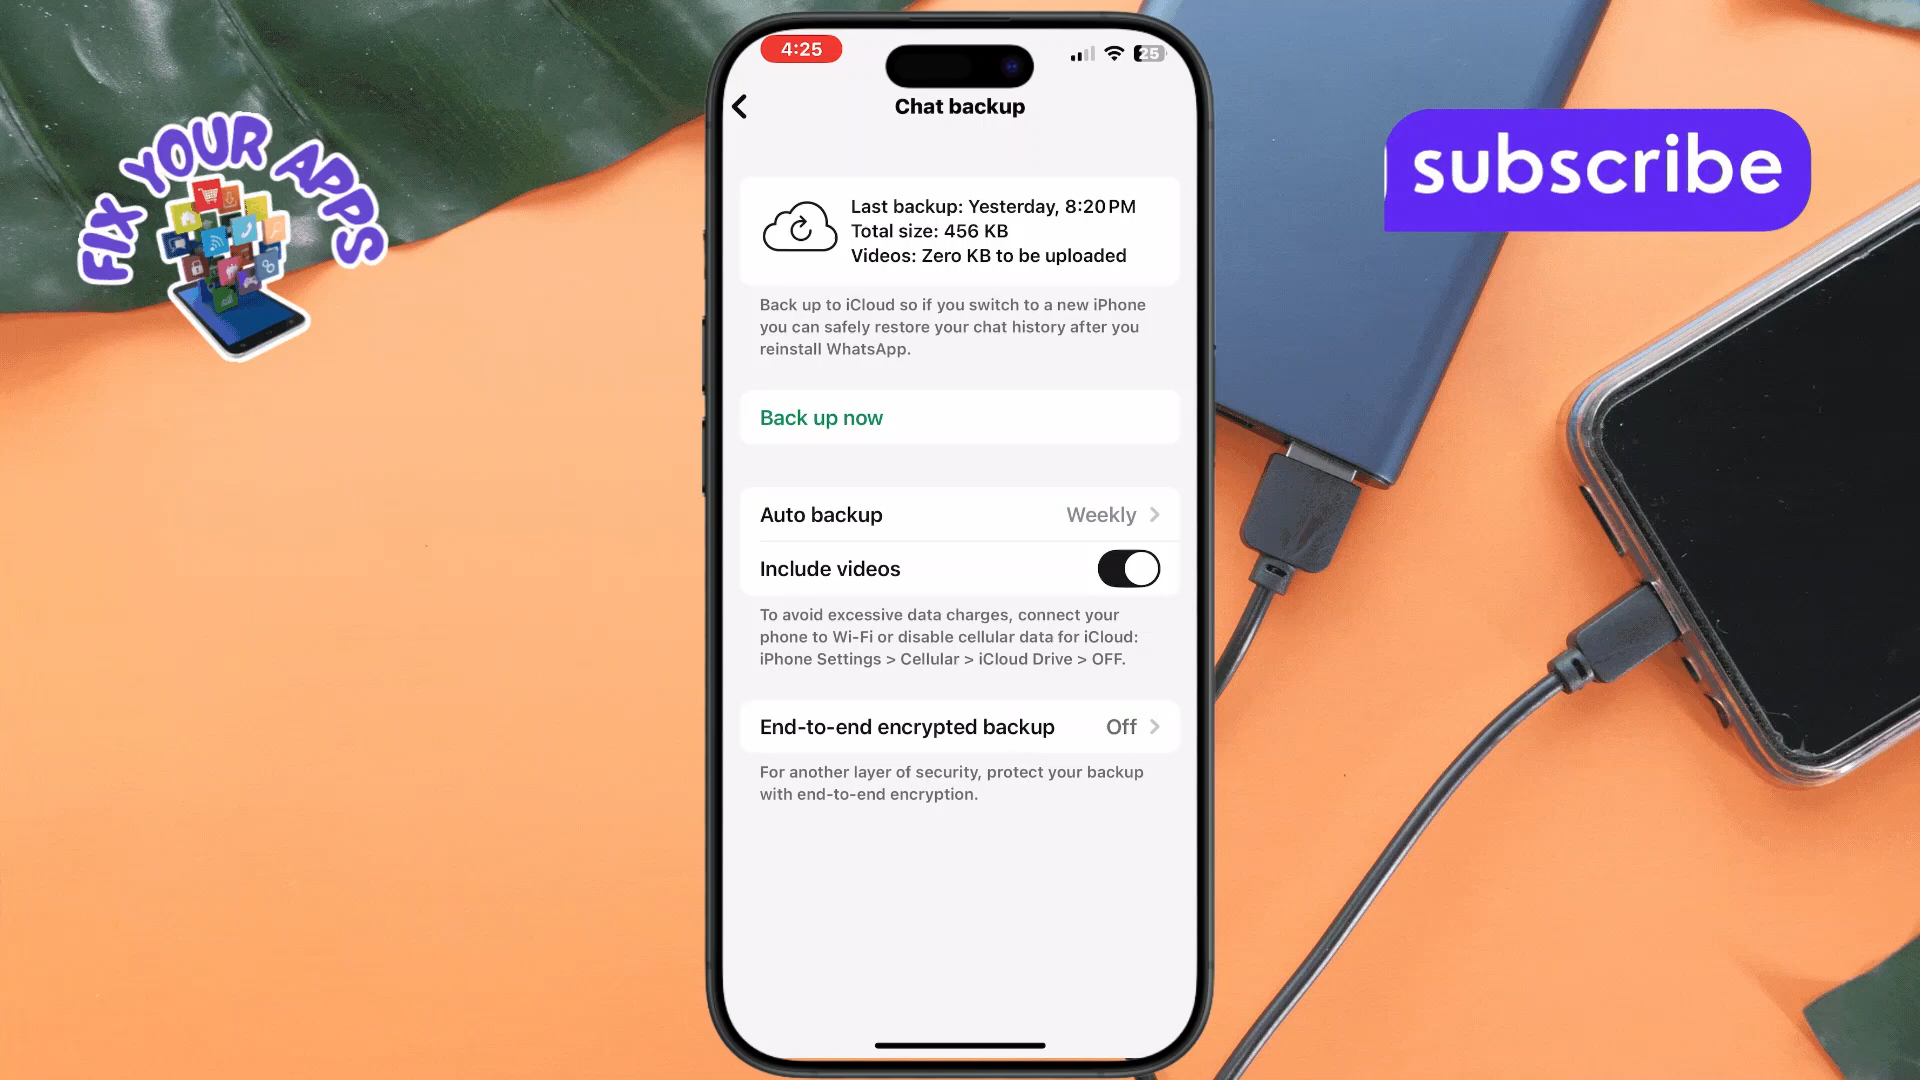 FIX YOUR APPS
subscribe
4:25
25
Chat backup
Last backup: Yesterday, 8:20 PM
Total size: 456 KB
Videos: Zero KB to be uploaded
Back up to iCloud so if you switch to a new iPhone
you can safely restore your chat history after you
reinstall WhatsApp.
Back up now
Auto backup Weekly
Include videos
To avoid excessive data charges, connect your
phone to Wi-Fi or disable cellular data for iCloud:
iPhone Settings > Cellular > iCloud Drive > OFF.
End-to-end encrypted backup Off
For another layer of security, protect your backup
with end-to-end encryption.